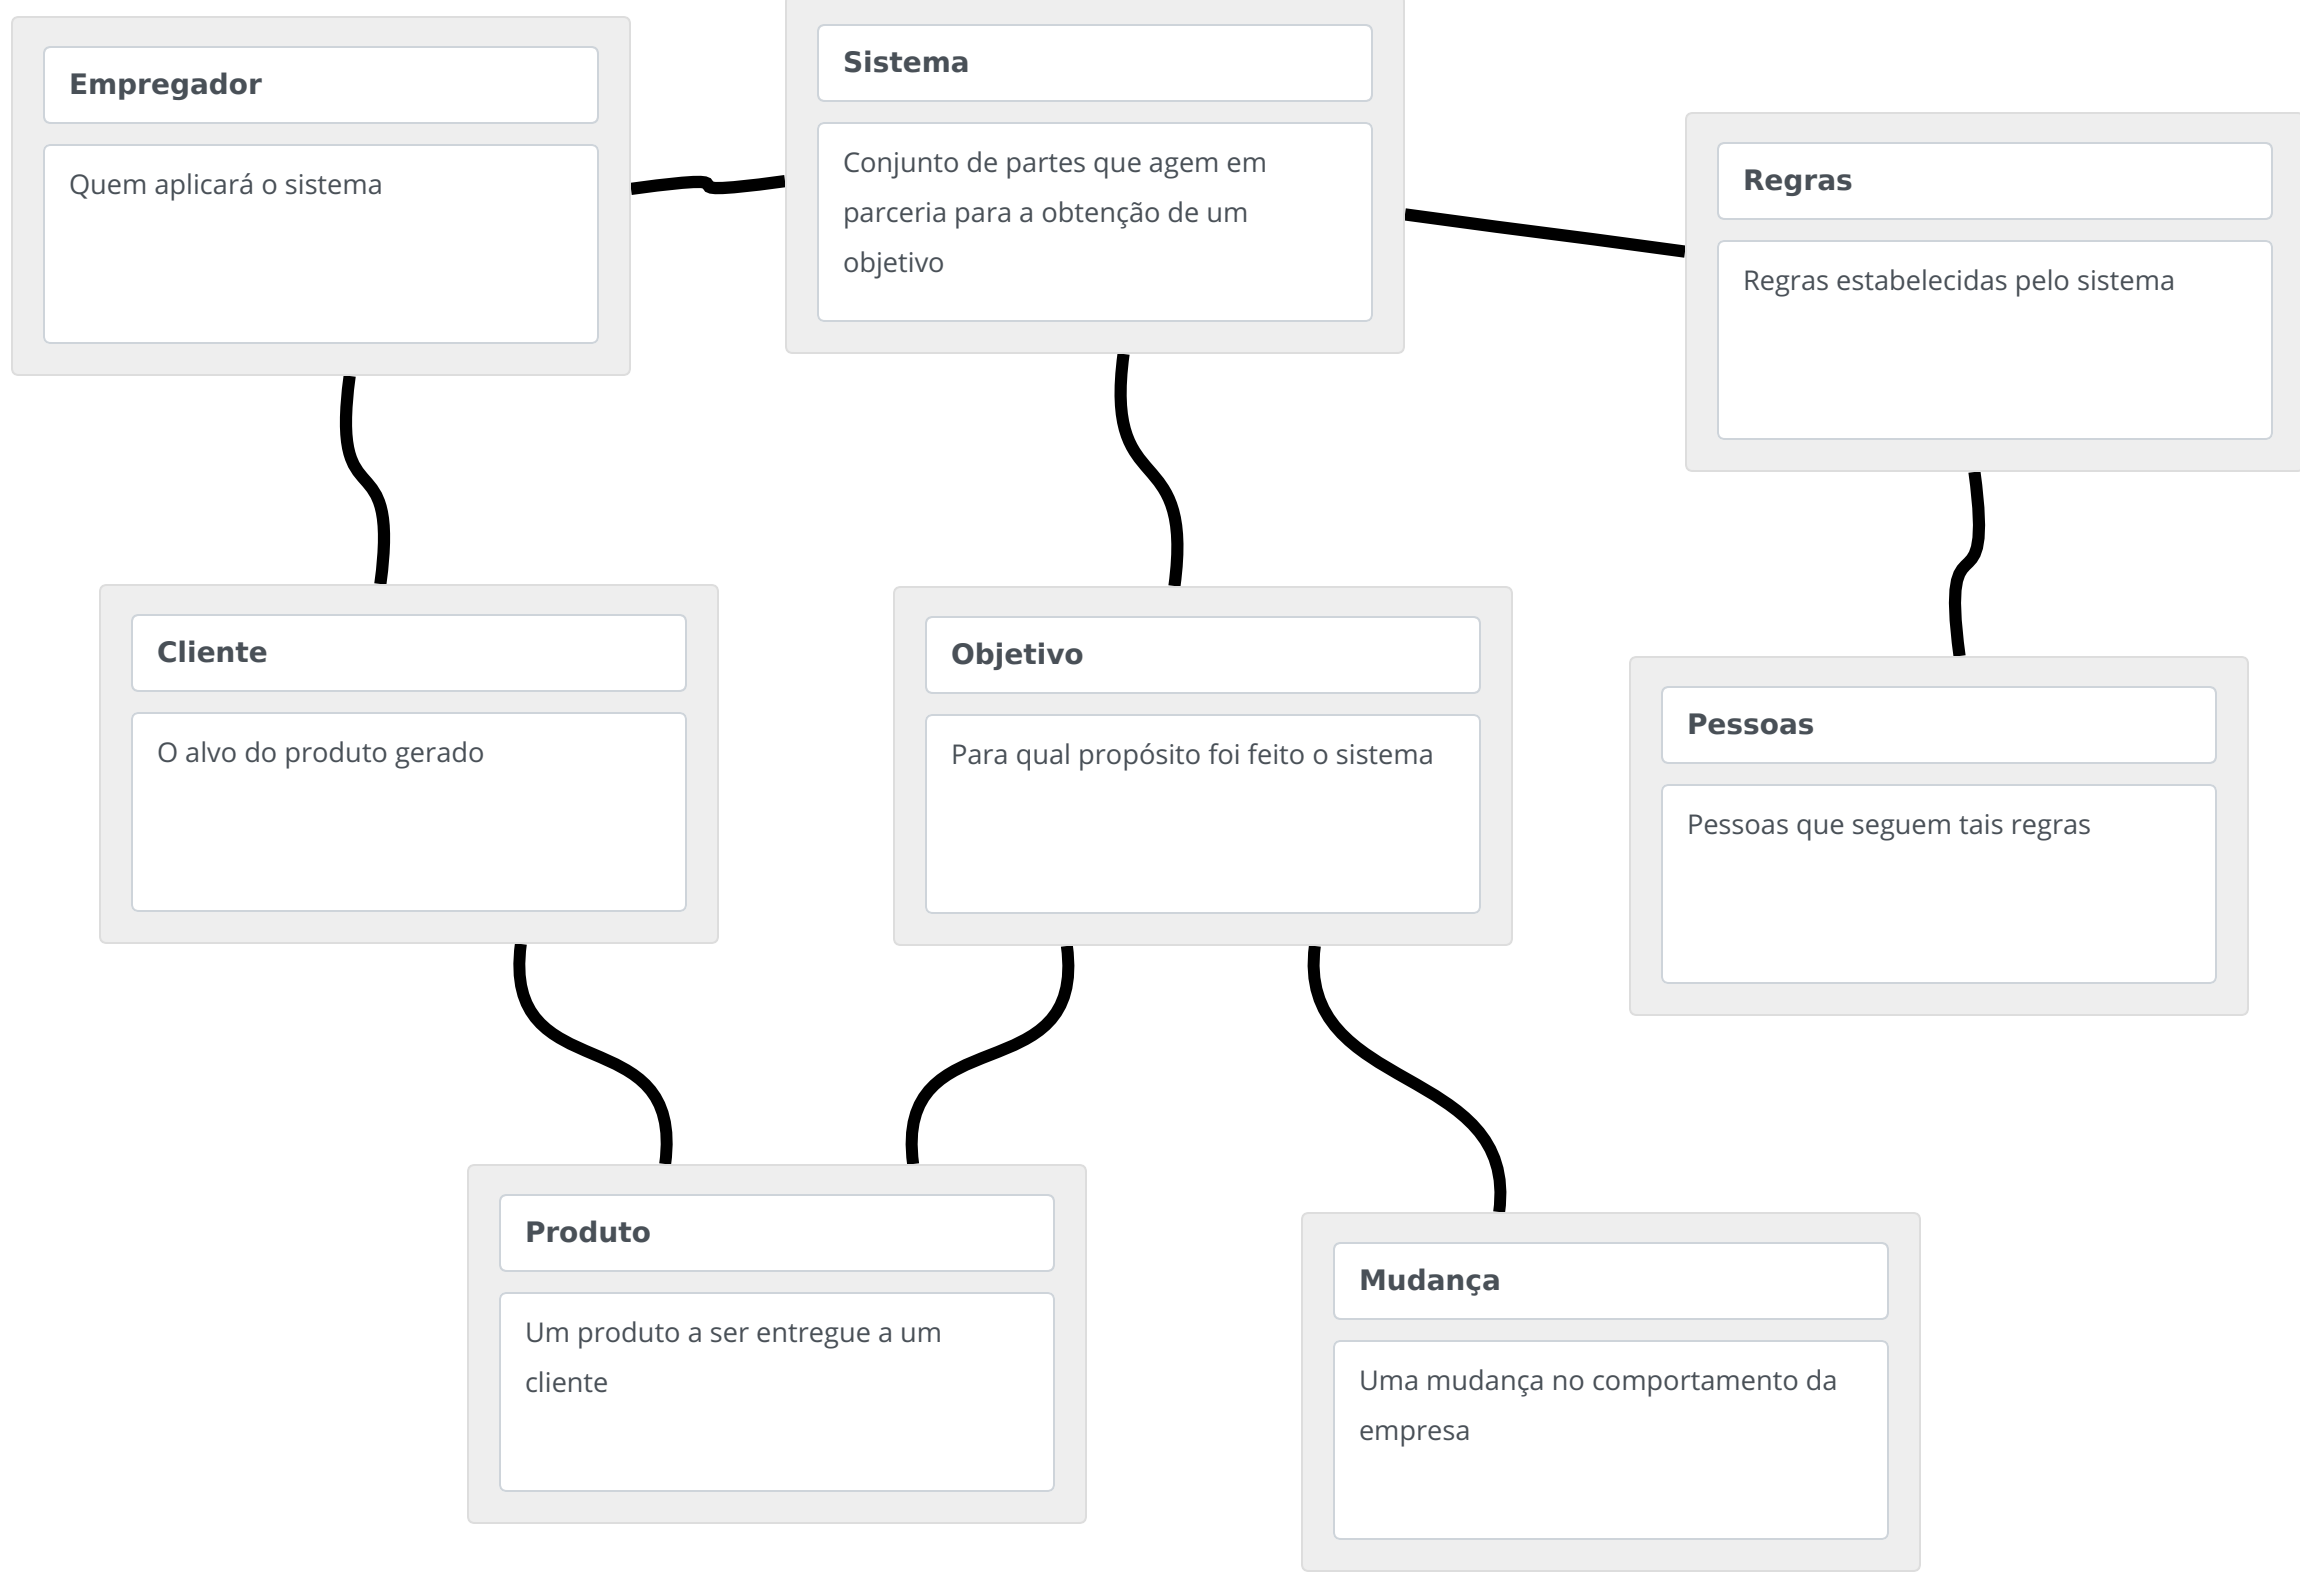 Empregador
Quem aplicará o sistema
Sistema
Conjunto de partes que agem em
parceria para a obtenção de um
objetivo
Regras
Regras estabelecidas pelo sistema
Cliente
O alvo do produto gerado
Objetivo
Para qual propósito foi feito o sistema
Pessoas
Pessoas que seguem tais regras
Produto
Um produto a ser entregue a um
cliente
Mudança
Uma mudança no comportamento da
empresa